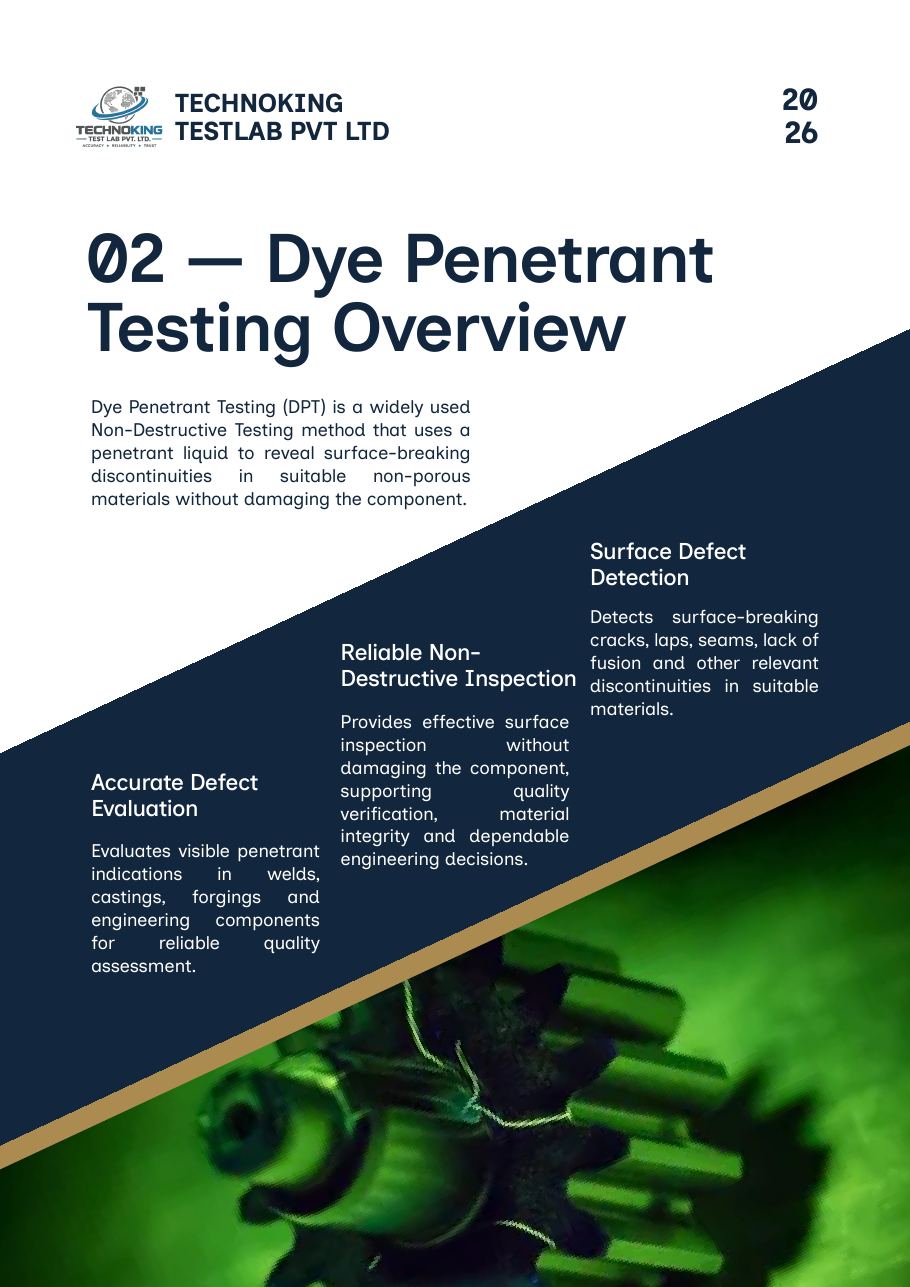 TECHNOKING
TEST LAB PVT. LTD.
ACCURACY • RELIABILITY • TRUST
TECHNOKING
TESTLAB PVT LTD
20
26
02 — Dye Penetrant
Testing Overview
Dye Penetrant Testing (DPT) is a widely used
Non-Destructive Testing method that uses a
penetrant liquid to reveal surface-breaking
discontinuities in suitable non-porous
materials without damaging the component.
Surface Defect
Detection
Detects surface-breaking
cracks, laps, seams, lack of
fusion and other relevant
discontinuities in suitable
materials.
Reliable Non-
Destructive Inspection
Provides effective surface
inspection without
damaging the component,
supporting quality
verification, material
integrity and dependable
engineering decisions.
Accurate Defect
Evaluation
Evaluates visible penetrant
indications in welds,
castings, forgings and
engineering components
for reliable quality
assessment.